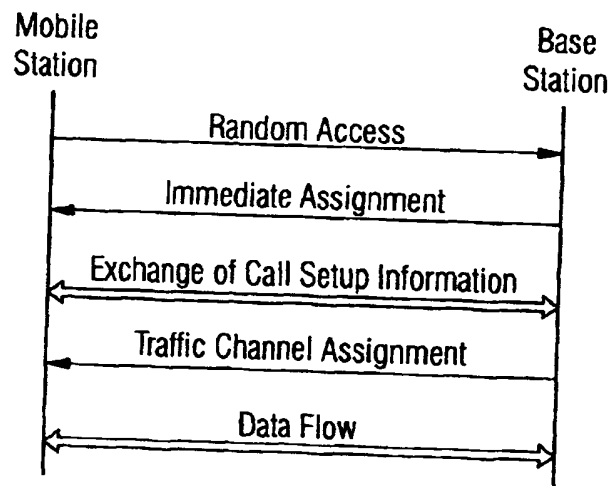 Mobile
Station
Base
Station
Random Access
Immediate Assignment
Exchange of Call Setup Information
Traffic Channel Assignment
Data Flow